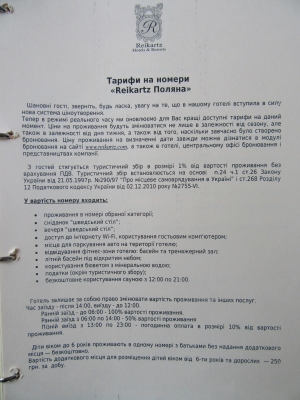 R
Reikartz
Hotels & Resorts
Тарифи на номери
«Reikartz Поляна»
Шановні гості, зверніть, будь ласка, увагу на те, що в нашому готелі вступила в силу
нова система ціноутворення.
Тепер в режимі реального часу ми оновлюємо для Вас кращі доступні тарифи на даний
момент. Ціни на проживання будуть змінюватися не лише в залежності від сезону, але
також в залежності від дня тижня, а також від того, наскільки завчасно було створено
бронювання. Ціну проживання на визначені дати завжди можна дізнатися в модулі
бронювання на сайті www.reikartz.com, а також в готелі, центральному офісі бронювання і
представництвах компанії.
З гостей стягується туристичний збір в розмірі 1% від вартості проживання без
врахування ПДВ. Туристичний збір встановлюється на основі п.24 ч.1 ст.26 Закону
України від 21.05.1997р. №290/97 "Про місцеве самоврядування в Україні" і ст.268 Розділу
12 Податкового кодексу України від 02.12.2010 року №2755-VI.
У вартість номеру входить:
• проживання в номері обраної категорії;
• сніданок "шведський стіл";
• вечеря "шведський стіл";
• доступ до інтернету Wi-Fi, користування гостьовим комп'ютером;
• місце для паркування авто на території готелю;
• відвідування фітнес-зони готелю: басейн та тренажерний зал;
• літній басейн під відкритим небом;
• користування бюветом з мінеральною водою;
• податки (окрім туристичного збору);
• безкоштовне користування сауною з 12:00 по 21:00.
Готель залишає за собою право змінювати вартість проживання та інших послуг.
Час заїзду - після 14:00, виїзду - до 12:00.
Ранній заїзд - до 06:00 - 100% вартості проживання.
Ранній заїзд з 06:00 по 14:00 - 50% вартості проживання
Пізній виїзд з 13:00 по 23:00 - погодинна оплата в розмірі 10% від вартості
проживання.
Діти віком до 6 років проживають в одному номері з батьками без надання додаткового
місця — безкоштовно.
Вартість додаткового місця для розміщення дітей віком від 6-ти років та дорослих — 250
грн. за добу.